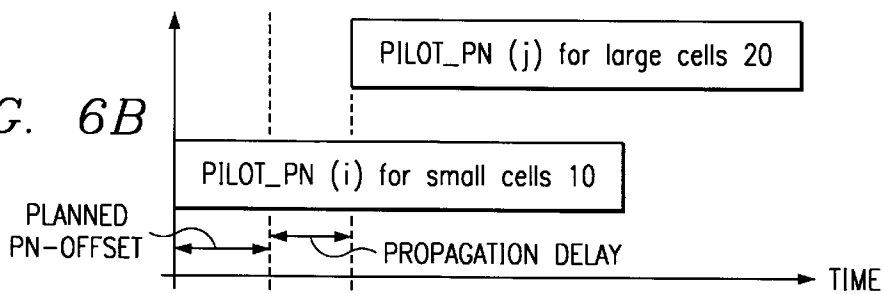 PILOT_PN (j) for large cells 20
G. 6B
PILOT_PN (i) for small cells 10
PLANNED
PN-OFFSET
PROPAGATION DELAY
TIME